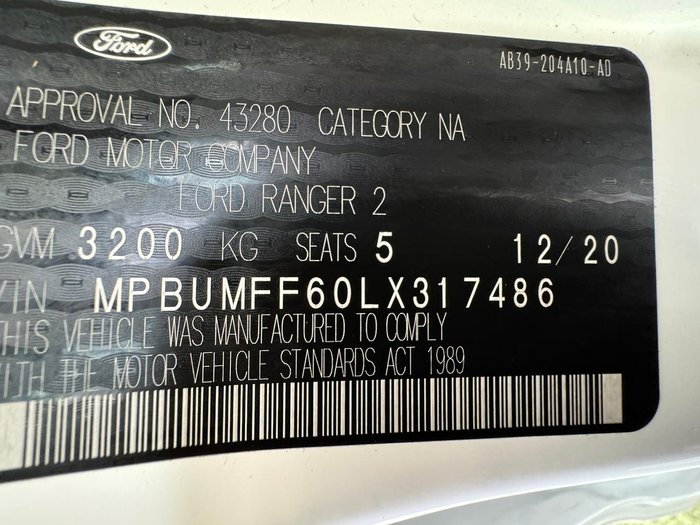 Ford
AB39-204A10-AD
APPROVAL NO. 43280 CATEGORY NA
FORD MOTOR COMPANY
FORD RANGER 2
GVM 3200 KG SEATS 5 12/20
VIN MPBUMFF60LX317486
THIS VEHICLE WAS MANUFACTURED TO COMPLY
WITH THE MOTOR VEHICLE STANDARDS ACT 1989